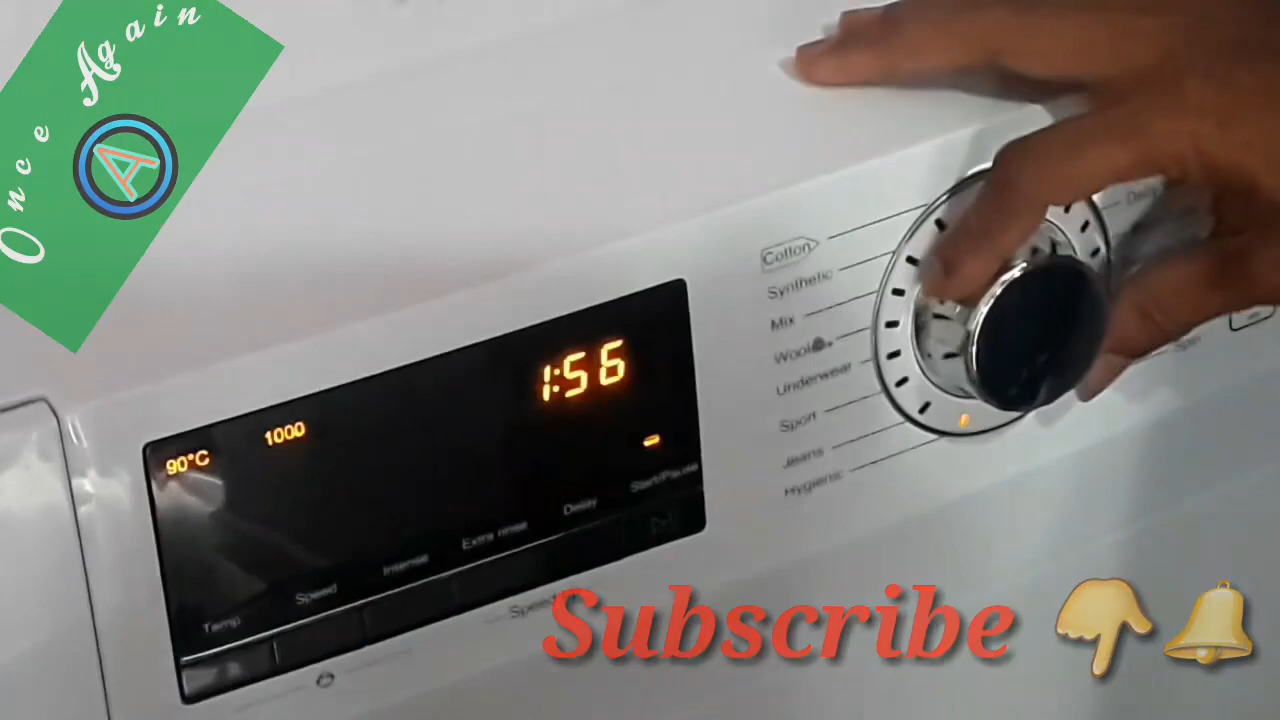 Once Again
A
Cotton
Synthetic
Mix
Wool
Underwear
Sport
Jeans
Hygienic
1:56
1000
90°C
Start/Pause
Delay
Extra rinse
Intense
Speed
Temp
Speed
Subscribe